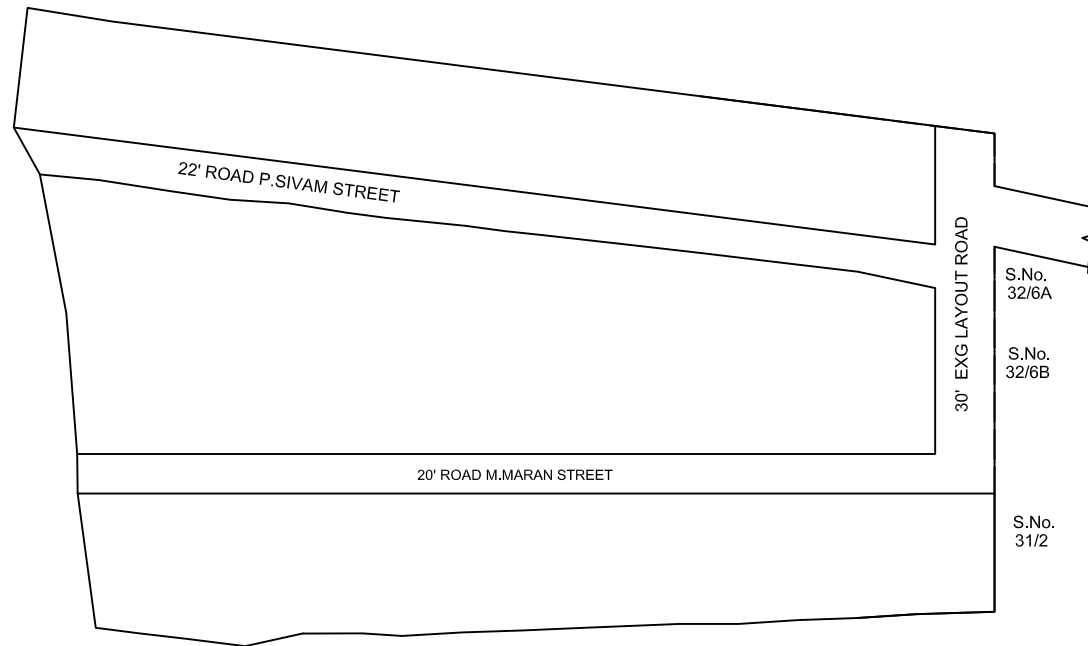 22' ROAD P.SIVAM STREET
30' EXG LAYOUT ROAD
S.No.
32/6A
S.No.
32/6B
20' ROAD M.MARAN STREET
S.No.
31/2